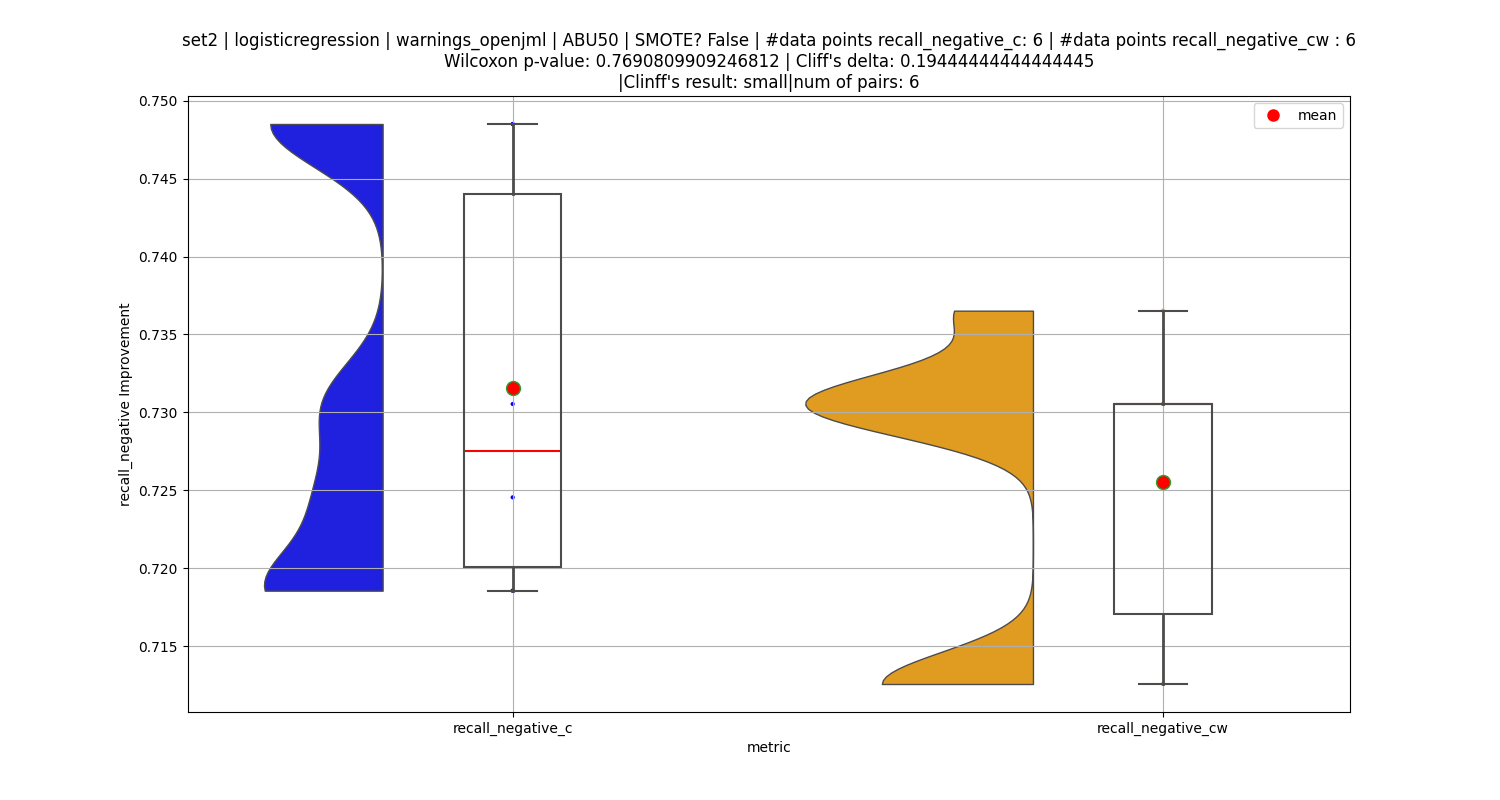 set2 | logisticregression | warnings_openjml | ABU50 | SMOTE? False | #data points recall_negative_c: 6 | #data points recall_negative_cw : 6
Wilcoxon p-value: 0.7690809909246812 | Cliff's delta: 0.19444444444444445
|Clinff's result: small|num of pairs: 6
mean
0.750
0.745
0.740
0.735
0.730
0.725
0.720
0.715
recall_negative Improvement
recall_negative_c
recall_negative_cw
metric